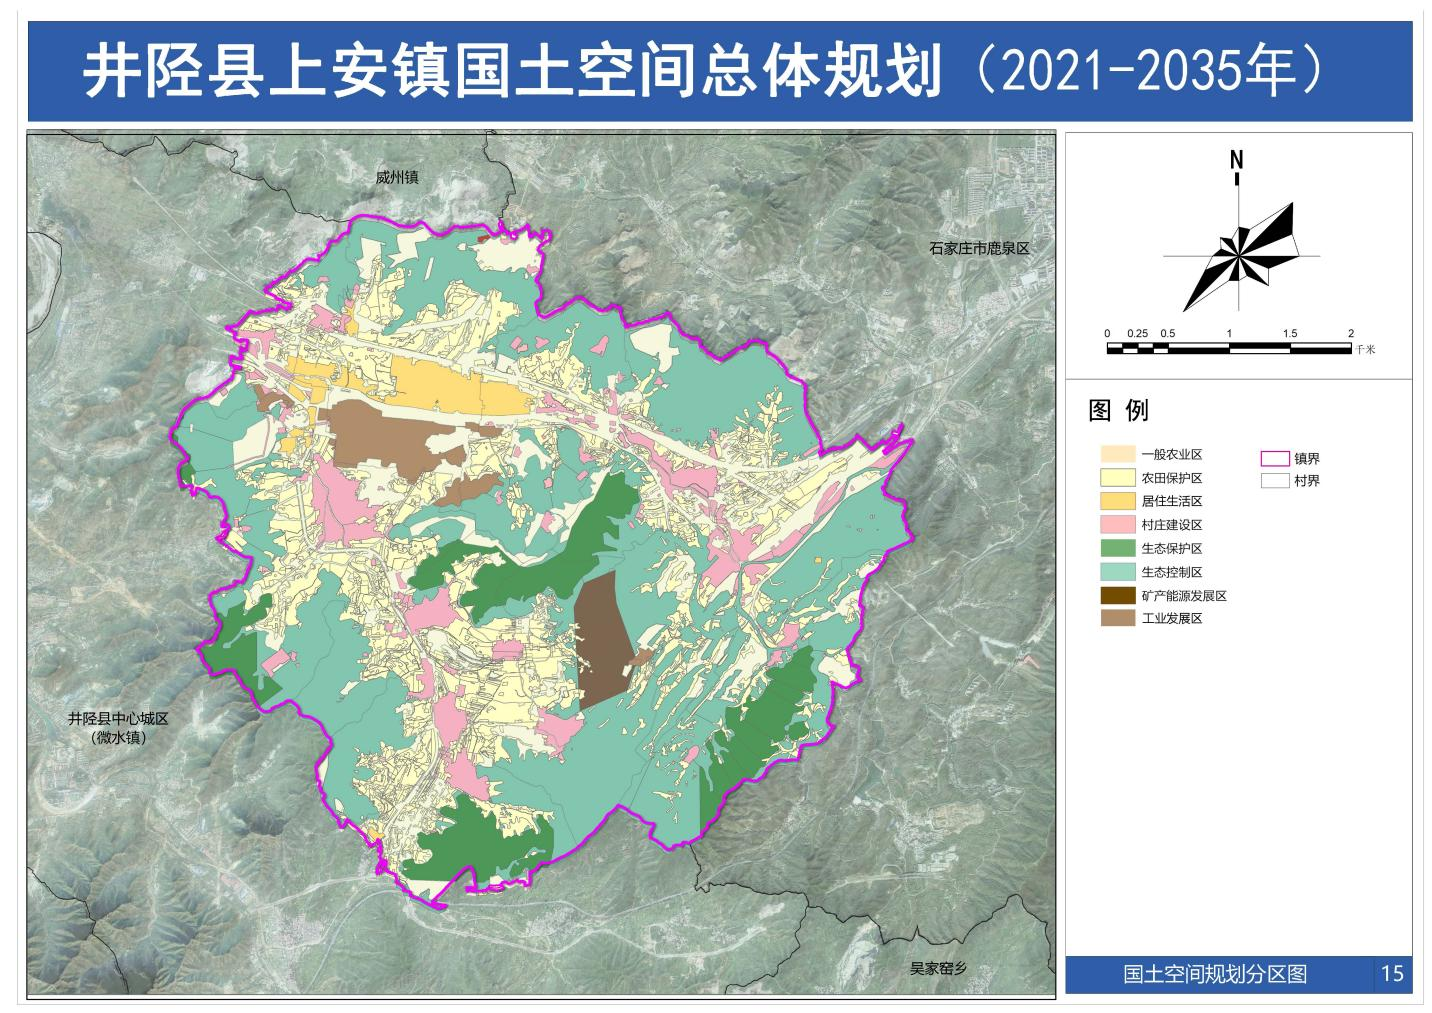 井陉县上安镇国土空间总体规划（2021-2035年）
威州镇
石家庄市鹿泉区
井陉县中心城区
（微水镇）
吴家窑乡
N
0 0.25 0.5 1 1.5 2
千米
图 例
一般农业区
农田保护区
居住生活区
村庄建设区
生态保护区
生态控制区
矿产能源发展区
工业发展区
镇界
村界
国土空间规划分区图 15